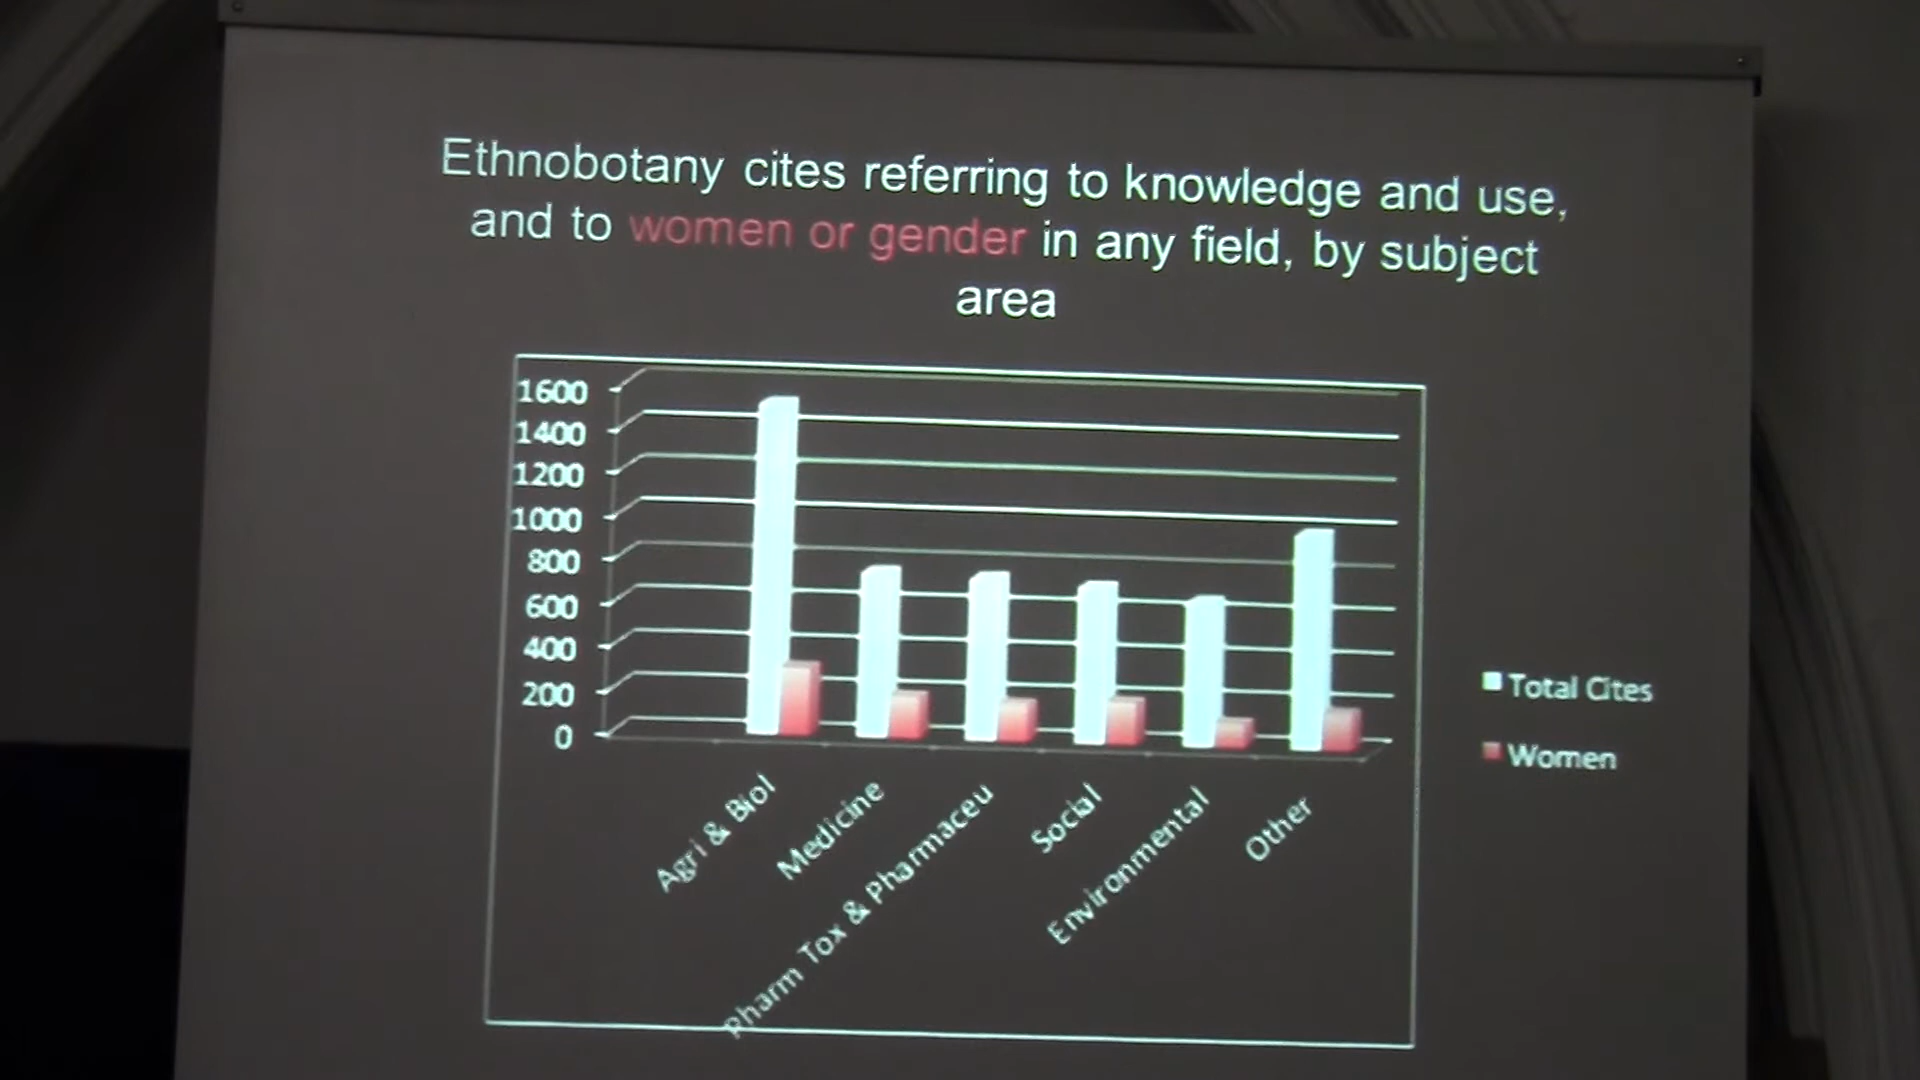 Ethnobotany cites referring to knowledge and use,
and to women or gender in any field, by subject
area
1600
1400
1200
1000
800
600
400
200
0
Agri & Biol
Medicine
Pharm Tox & Pharmaceu
Social
Environmental
Other
Total Cites
Women